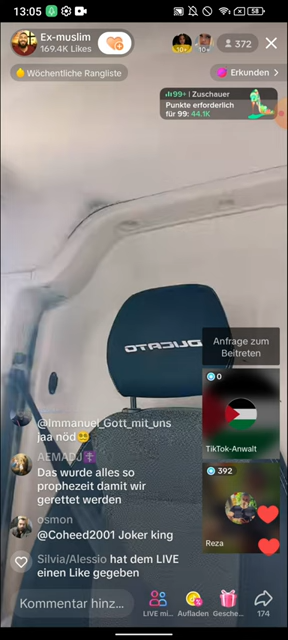 13:05
58
Ex-muslim
169.4K Likes
10+
10+
372
Wöchentliche Rangliste
Erkunden >
99+ | Zuschauer
Punkte erforderlich
für 99: 44.1K
DUCATO
Anfrage zum
Beitreten
0
TikTok-Anwalt
392
Reza
@Immanuel_Gott_mit_uns
jaa nöd
AEMADJ
Das wurde alles so
prophezeit damit wir
gerettet werden
osmon
@Coheed2001 Joker king
Silvia/Alessio hat dem LIVE
einen Like gegeben
Kommentar hinz...
LIVE mi...
Aufladen
Gesche...
174